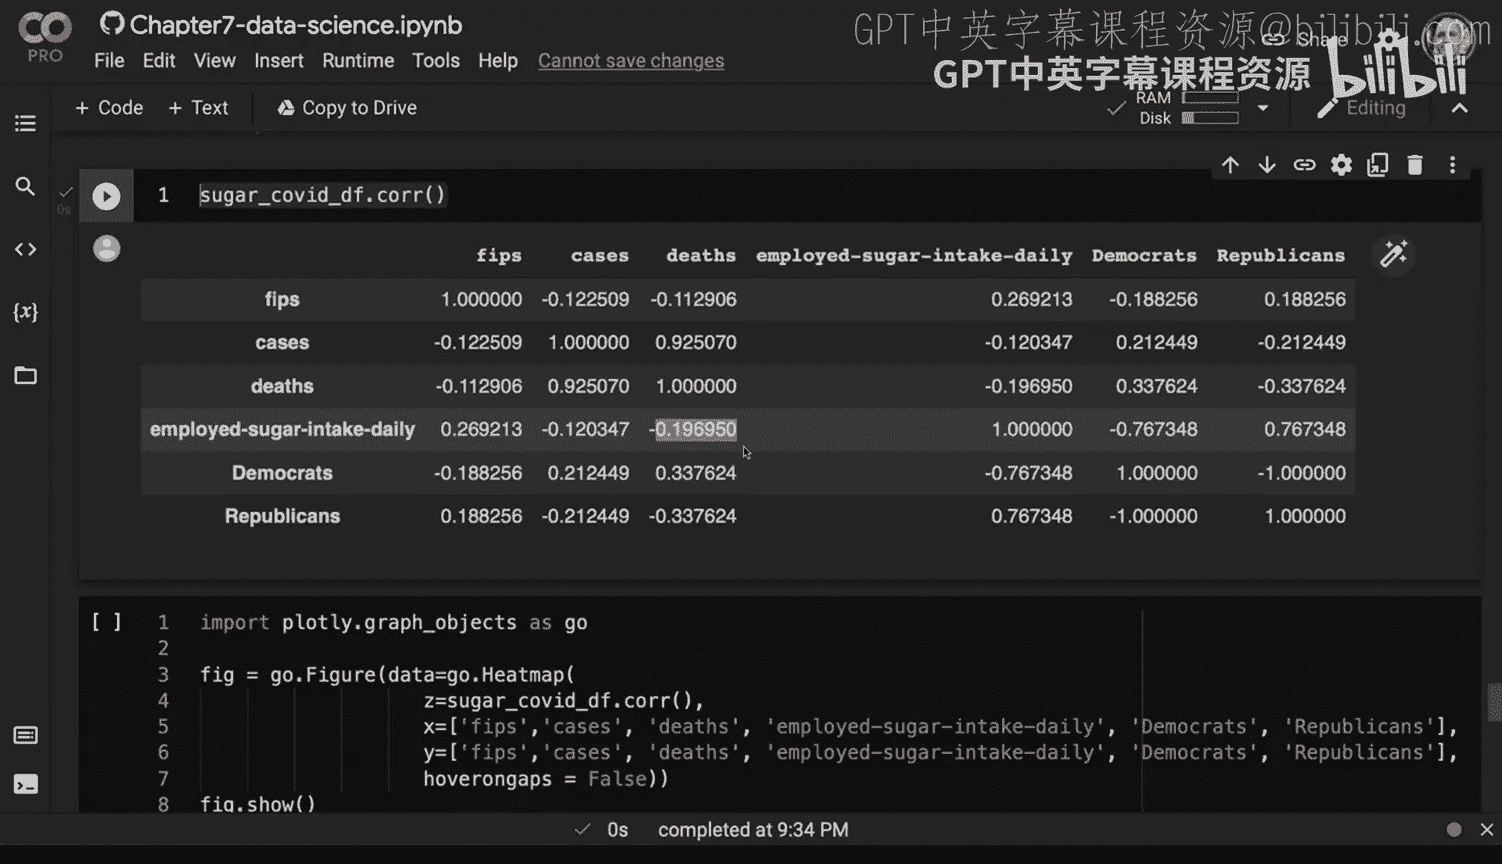 GPT中英字幕课程资源@bilibili.com
GPT中英字幕课程资源 bilibili
CO PRO
Chapter7-data-science.ipynb
Share
File Edit View Insert Runtime Tools Help Cannot save changes
+ Code + Text Copy to Drive
RAM
Disk
Editing
0s
1 sugar_covid_df.corr()
fips cases deaths employed-sugar-intake-daily Democrats Republicans
fips 1.000000 -0.122509 -0.112906 0.269213 -0.188256 0.188256
cases -0.122509 1.000000 0.925070 -0.120347 0.212449 -0.212449
deaths -0.112906 0.925070 1.000000 -0.196950 0.337624 -0.337624
employed-sugar-intake-daily 0.269213 -0.120347 -0.196950 1.000000 -0.767348 0.767348
Democrats -0.188256 0.212449 0.337624 -0.767348 1.000000 -1.000000
Republicans 0.188256 -0.212449 -0.337624 0.767348 -1.000000 1.000000
[ ] 1 import plotly.graph_objects as go
2
3 fig = go.Figure(data=go.Heatmap(
4 z=sugar_covid_df.corr(),
5 x=['fips','cases', 'deaths', 'employed-sugar-intake-daily', 'Democrats', 'Republicans'],
6 y=['fips','cases', 'deaths', 'employed-sugar-intake-daily', 'Democrats', 'Republicans'],
7 hoverongaps = False))
8 fig.show()
0s completed at 9:34 PM